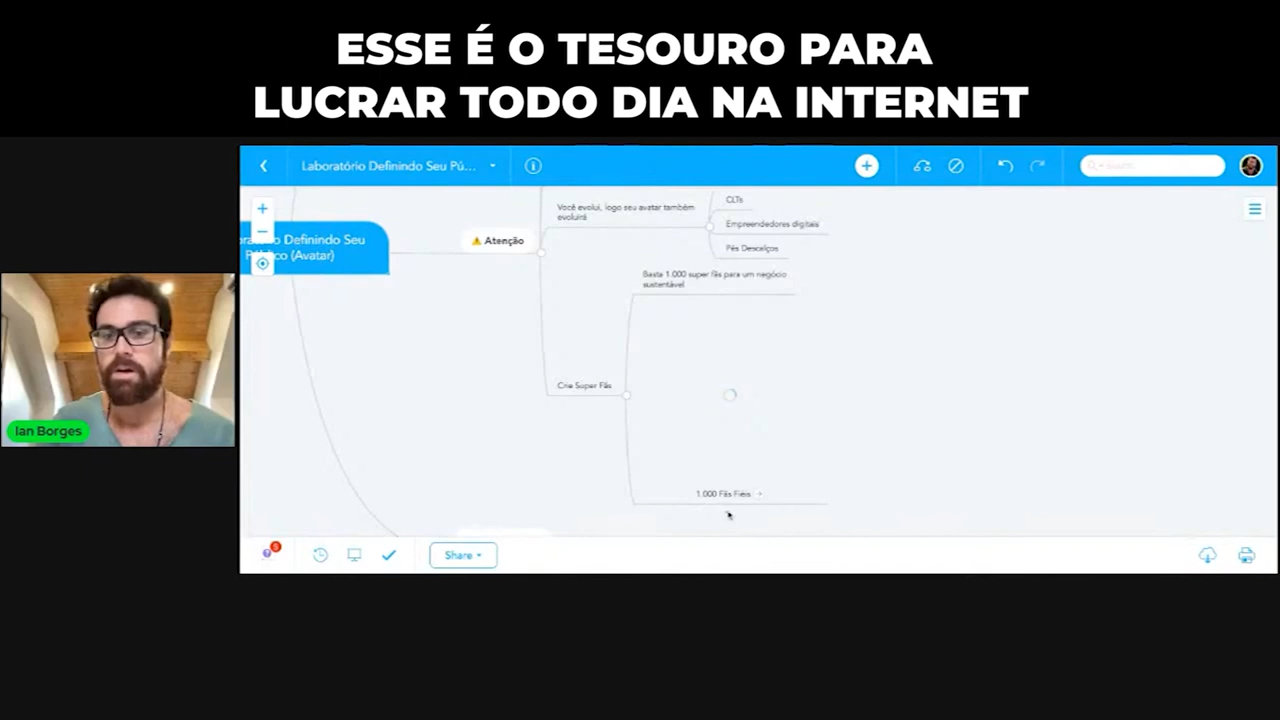 ESSE É O TESOURO PARA
LUCRAR TODO DIA NA INTERNET
Laboratório Definindo Seu Pú...
Você evolui, logo seu avatar também
evoluirá
CLTs
Empreendedores digitais
Pés Descalços
Definindo Seu
(Avatar)
Atenção
Basta 1.000 super fãs para um negócio
sustentável
Crie Super Fãs
1.000 Fãs Fiéis
Ian Borges
Share